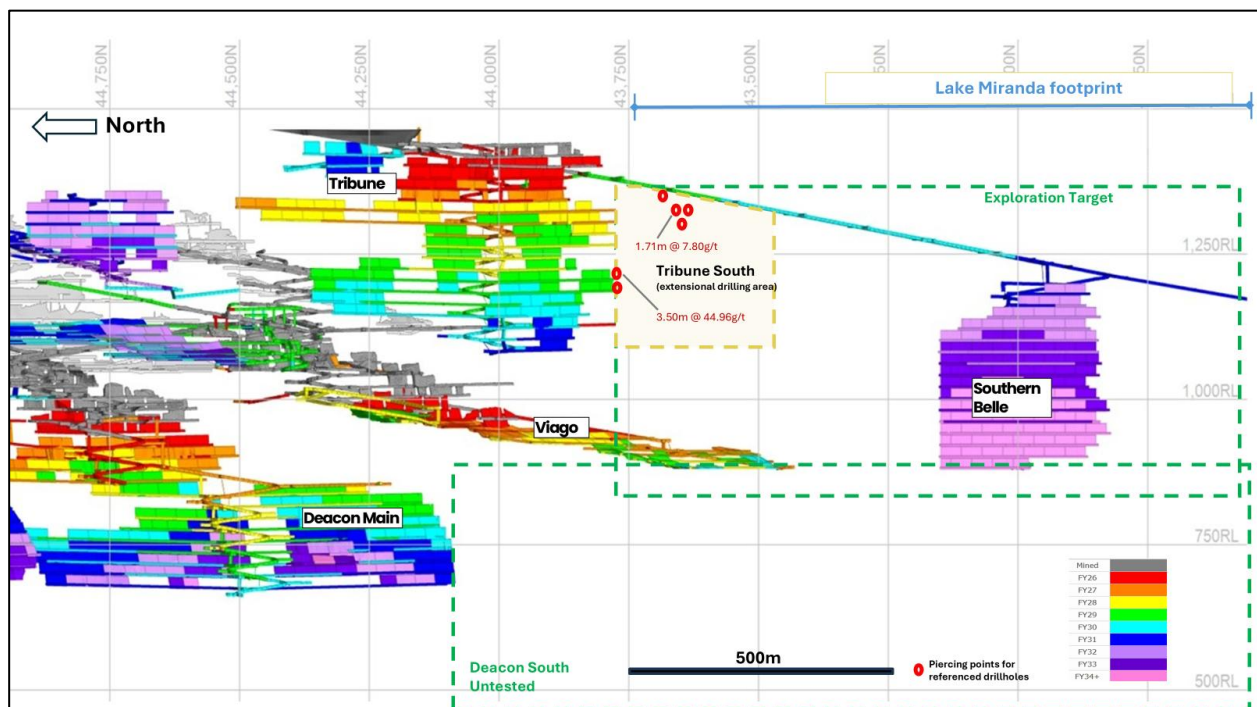 44,750N
44,500N
44,250N
44,000N
43,750N
43,500N
Lake Miranda footprint
North
Tribune
Exploration Target
1,250RL
1.71m @ 7.80g/t
Tribune South
(extensional drilling area)
3.50m @ 44.96g/t
Southern
Belle
1,000RL
Viago
Deacon Main
750RL
Mined
FY26
FY27
FY28
FY29
FY30
FY31
FY32
FY33
FY34+
500m
Piercing points for
referenced drillholes
Deacon South
Untested
500RL